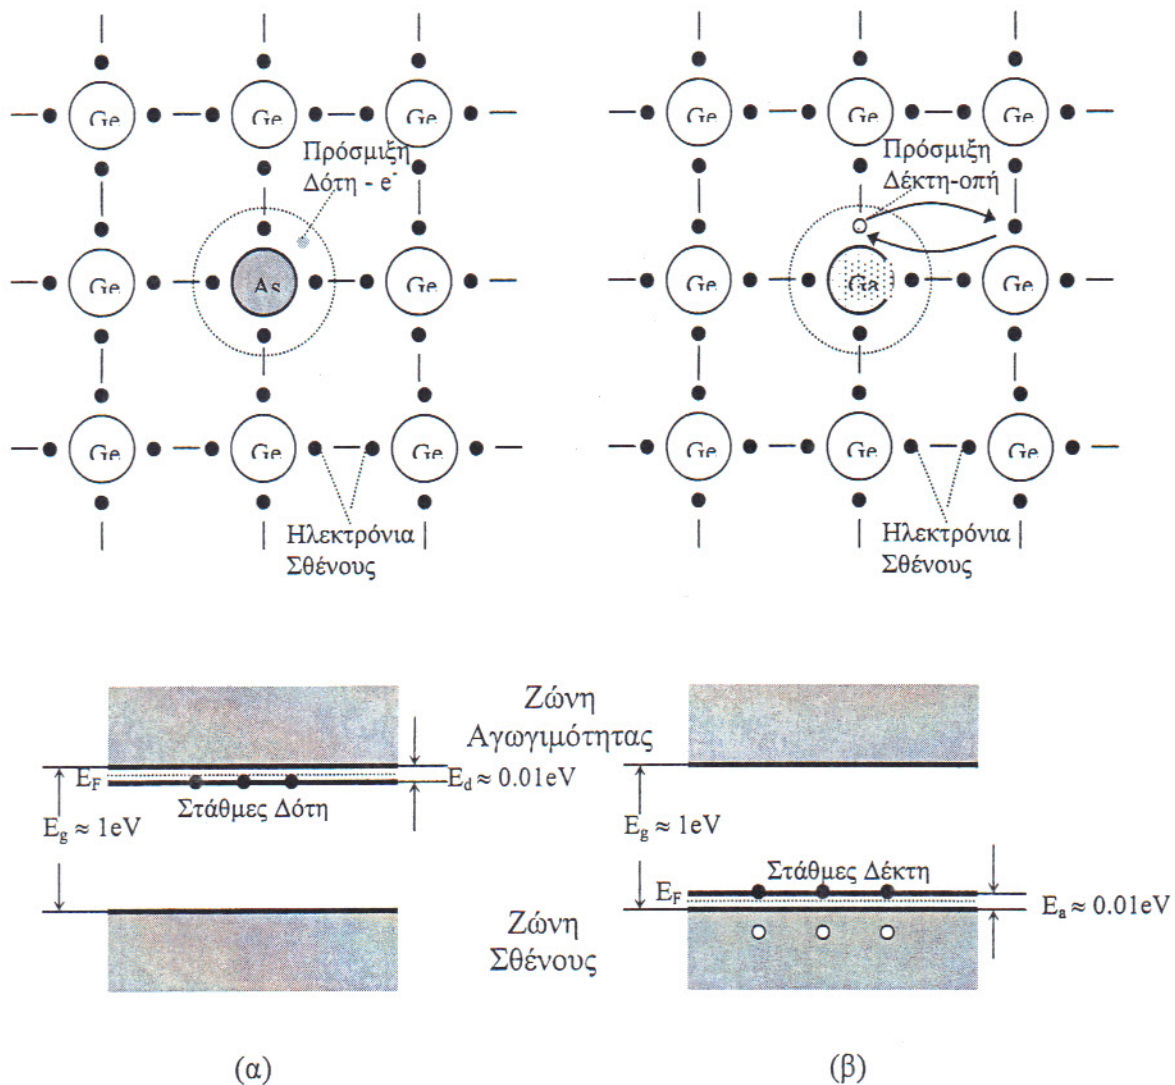 Ge Ge Ge
Πρόσμιξη
Δότη - e-
Ge As Ge
Ge Ge Ge
Ηλεκτρόνια
Σθένους
Ge Ge Ge
Πρόσμιξη
Δέκτη-οπή
Ge Ga Ge
Ge Ge Ge
Ηλεκτρόνια
Σθένους
Ζώνη
Αγωγιμότητας
EF
Ed ≈ 0.01eV
Στάθμες Δότη
Eg ≈ 1eV
Eg ≈ 1eV
Στάθμες Δέκτη
EF
Ea ≈ 0.01eV
Ζώνη
Σθένους
(α)
(β)